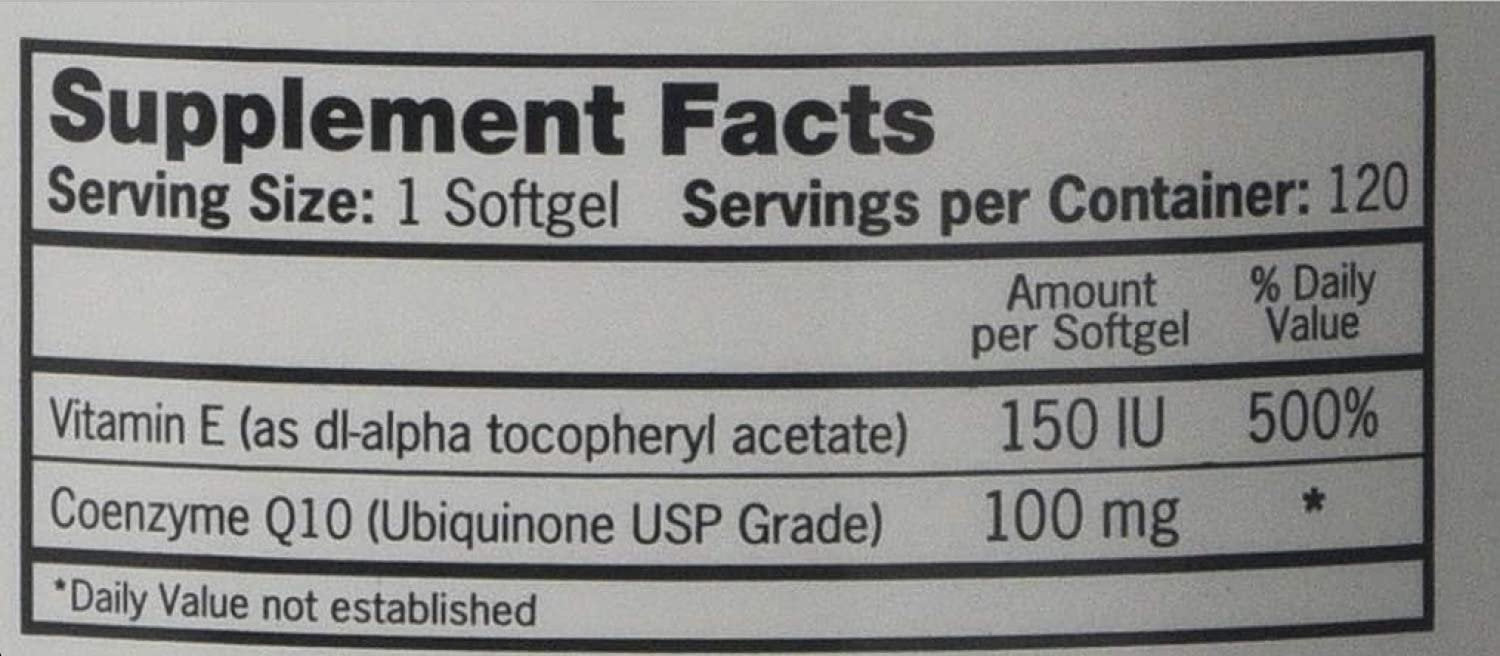 Supplement Facts
Serving Size: 1 Softgel Servings per Container: 120
Amount per Softgel % Daily Value
Vitamin E (as dl-alpha tocopheryl acetate) 150 IU 500%
Coenzyme Q10 (Ubiquinone USP Grade) 100 mg *
*Daily Value not established